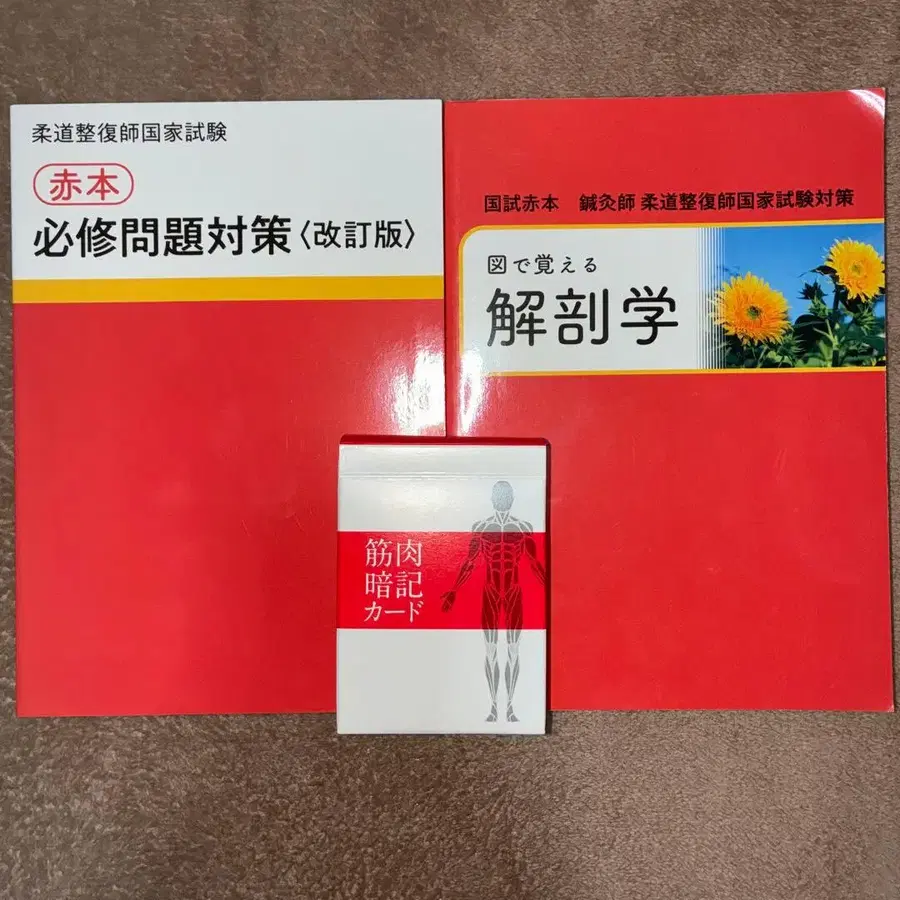 柔道整復師国家試験
赤本
必修問題対策〈改訂版〉
国試赤本 鍼灸師 柔道整復師国家試験対策
図で覚える
解剖学
筋肉
暗記
カード